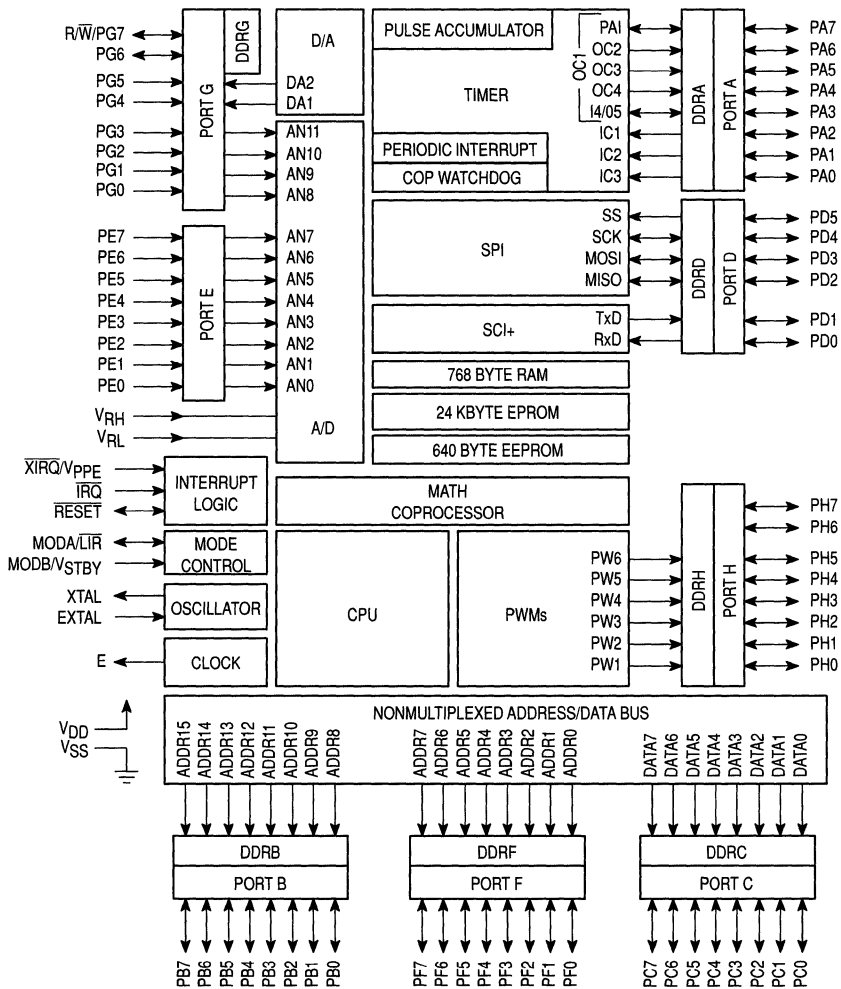 R/W/PG7
PG6
PG5
PG4
PG3
PG2
PG1
PG0
PORT G
DDRG
D/A
DA2
DA1
AN11
AN10
AN9
AN8
AN7
AN6
AN5
AN4
AN3
AN2
AN1
AN0
A/D
PE7
PE6
PE5
PE4
PE3
PE2
PE1
PE0
PORT E
VRH
VRL
PULSE ACCUMULATOR
TIMER
PERIODIC INTERRUPT
COP WATCHDOG
OC1
PAI
OC2
OC3
OC4
I4/05
IC1
IC2
IC3
DDRA
PORT A
PA7
PA6
PA5
PA4
PA3
PA2
PA1
PA0
SPI
SS
SCK
MOSI
MISO
SCI+
TxD
RxD
DDRD
PORT D
PD5
PD4
PD3
PD2
PD1
PD0
768 BYTE RAM
24 KBYTE EPROM
640 BYTE EEPROM
XIRQ/VPPE
IRQ
RESET
INTERRUPT
LOGIC
MODA/LIR
MODB/VSTBY
MODE
CONTROL
XTAL
EXTAL
OSCILLATOR
E
CLOCK
MATH
COPROCESSOR
CPU
PWMs
PW6
PW5
PW4
PW3
PW2
PW1
DDRH
PORT H
PH7
PH6
PH5
PH4
PH3
PH2
PH1
PH0
VDD
VSS
NONMULTIPLEXED ADDRESS/DATA BUS
ADDR15
ADDR14
ADDR13
ADDR12
ADDR11
ADDR10
ADDR9
ADDR8
ADDR7
ADDR6
ADDR5
ADDR4
ADDR3
ADDR2
ADDR1
ADDR0
DATA7
DATA6
DATA5
DATA4
DATA3
DATA2
DATA1
DATA0
DDRB
PORT B
DDRF
PORT F
DDRC
PORT C
PB7
PB6
PB5
PB4
PB3
PB2
PB1
PB0
PF7
PF6
PF5
PF4
PF3
PF2
PF1
PF0
PC7
PC6
PC5
PC4
PC3
PC2
PC1
PC0